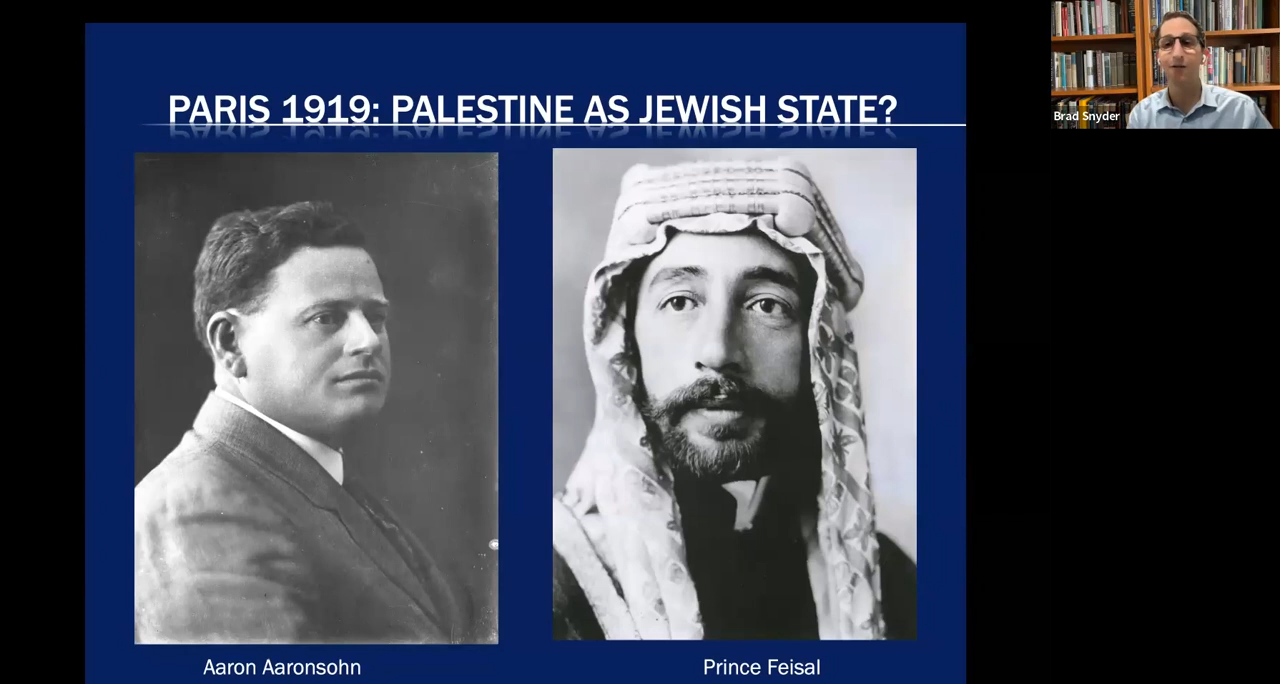 PARIS 1919: PALESTINE AS JEWISH STATE?
Brad Snyder
Aaron Aaronsohn
Prince Feisal